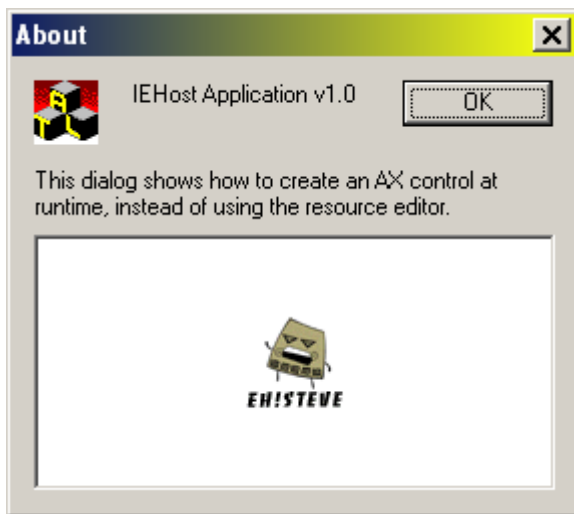 About
IEHost Application v1.0
OK
This dialog shows how to create an AX control at
runtime, instead of using the resource editor.
EH!STEVE